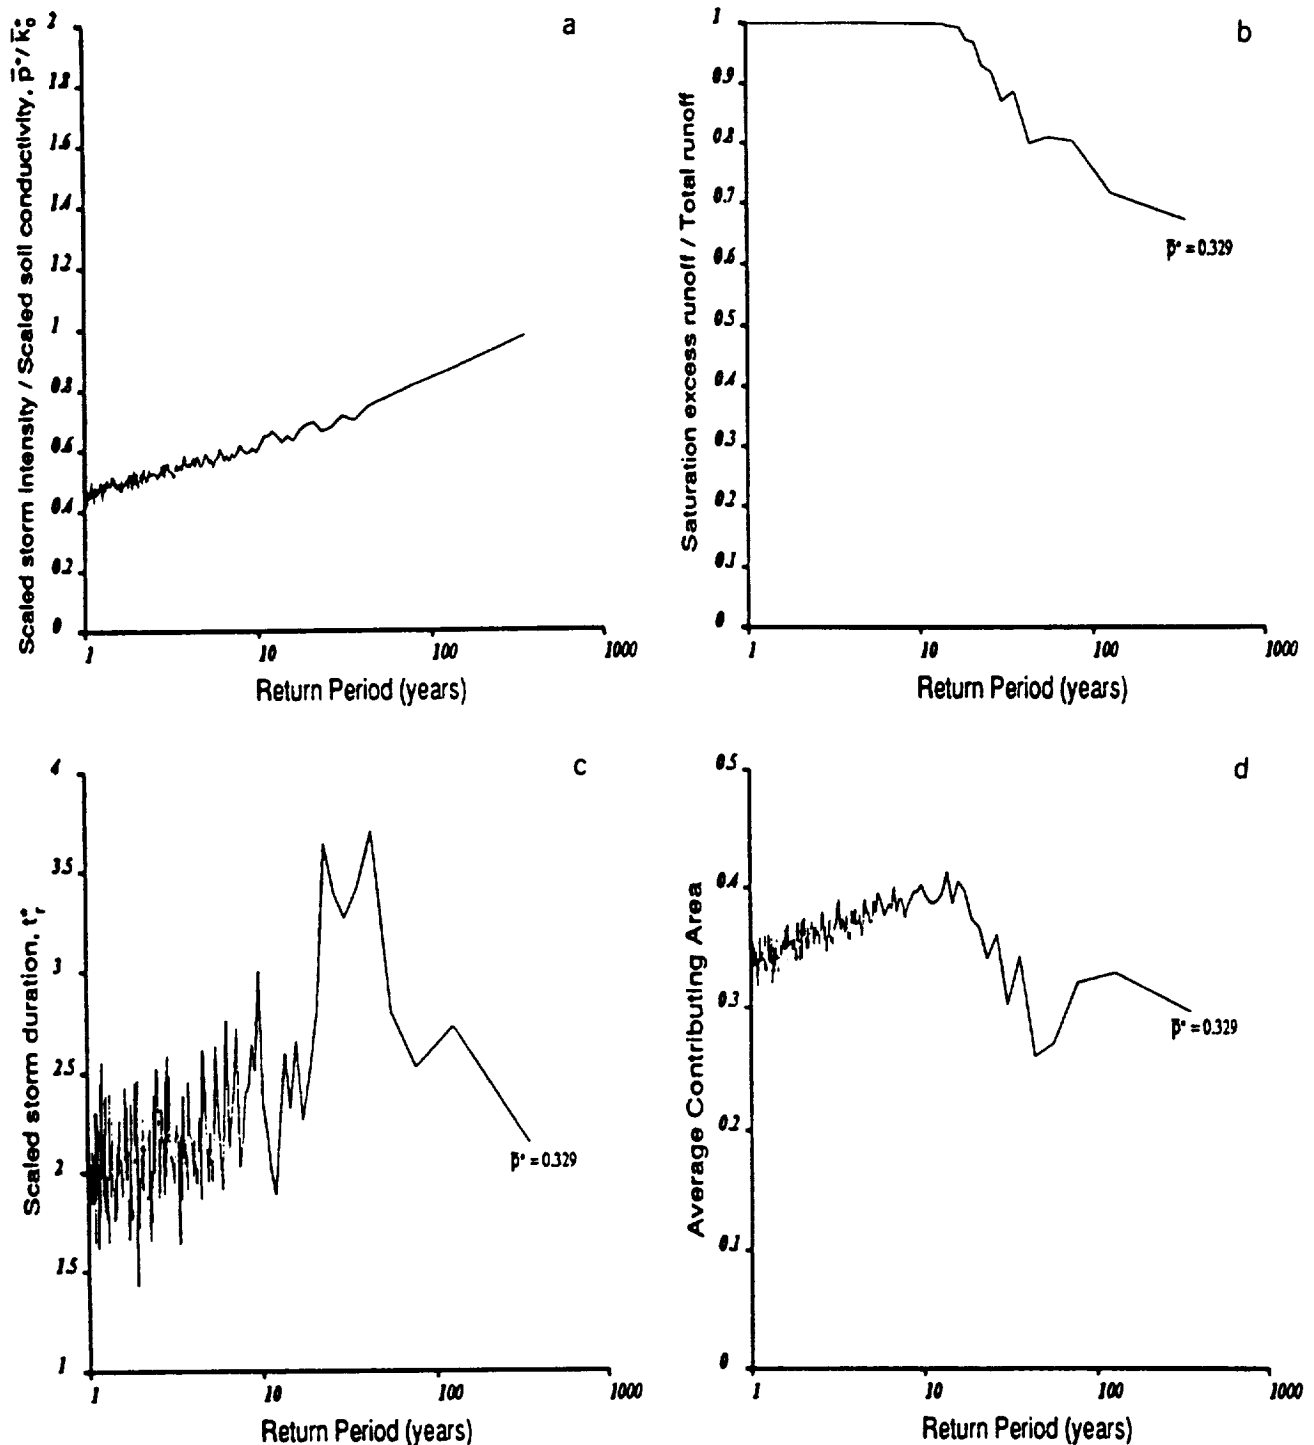 a
Scaled storm Intensity / Scaled soil conductivity, p̄*/k̄₀*
2
1.8
1.6
1.4
1.2
1
0.8
0.6
0.4
0.2
0
1 10 100 1000
Return Period (years)
b
Saturation excess runoff / Total runoff
1
0.9
0.8
0.7
0.6
0.5
0.4
0.3
0.2
0.1
0
p̄* = 0.329
1 10 100 1000
Return Period (years)
c
Scaled storm duration, t*r
4
3.5
3
2.5
2
1.5
1
p̄* = 0.329
1 10 100 1000
Return Period (years)
d
Average Contributing Area
0.5
0.4
0.3
0.2
0.1
0
p̄* = 0.329
1 10 100 1000
Return Period (years)